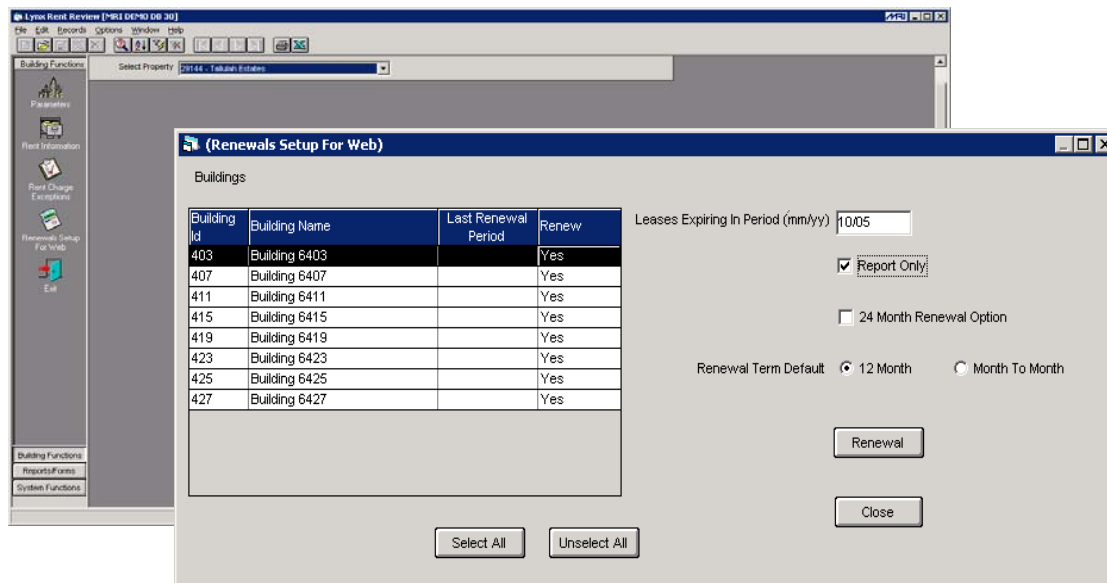 Lynx Rent Review [MRI DEMO DB 30]
MRI
File Edit Records Options Window Help
Building Functions
Select Property 29144 - Tallulah Estates
Parameters
Rent Information
Rent Charge
Exceptions
Renewals Setup
For Web
Exit
Building Functions
Reports/Forms
System Functions
(Renewals Setup For Web)
Buildings
Building Id Building Name Last Renewal Period Renew
403 Building 6403 Yes
407 Building 6407 Yes
411 Building 6411 Yes
415 Building 6415 Yes
419 Building 6419 Yes
423 Building 6423 Yes
425 Building 6425 Yes
427 Building 6427 Yes
Leases Expiring In Period (mm/yy) 10/05
Report Only
24 Month Renewal Option
Renewal Term Default 12 Month Month To Month
Renewal
Close
Select All Unselect All